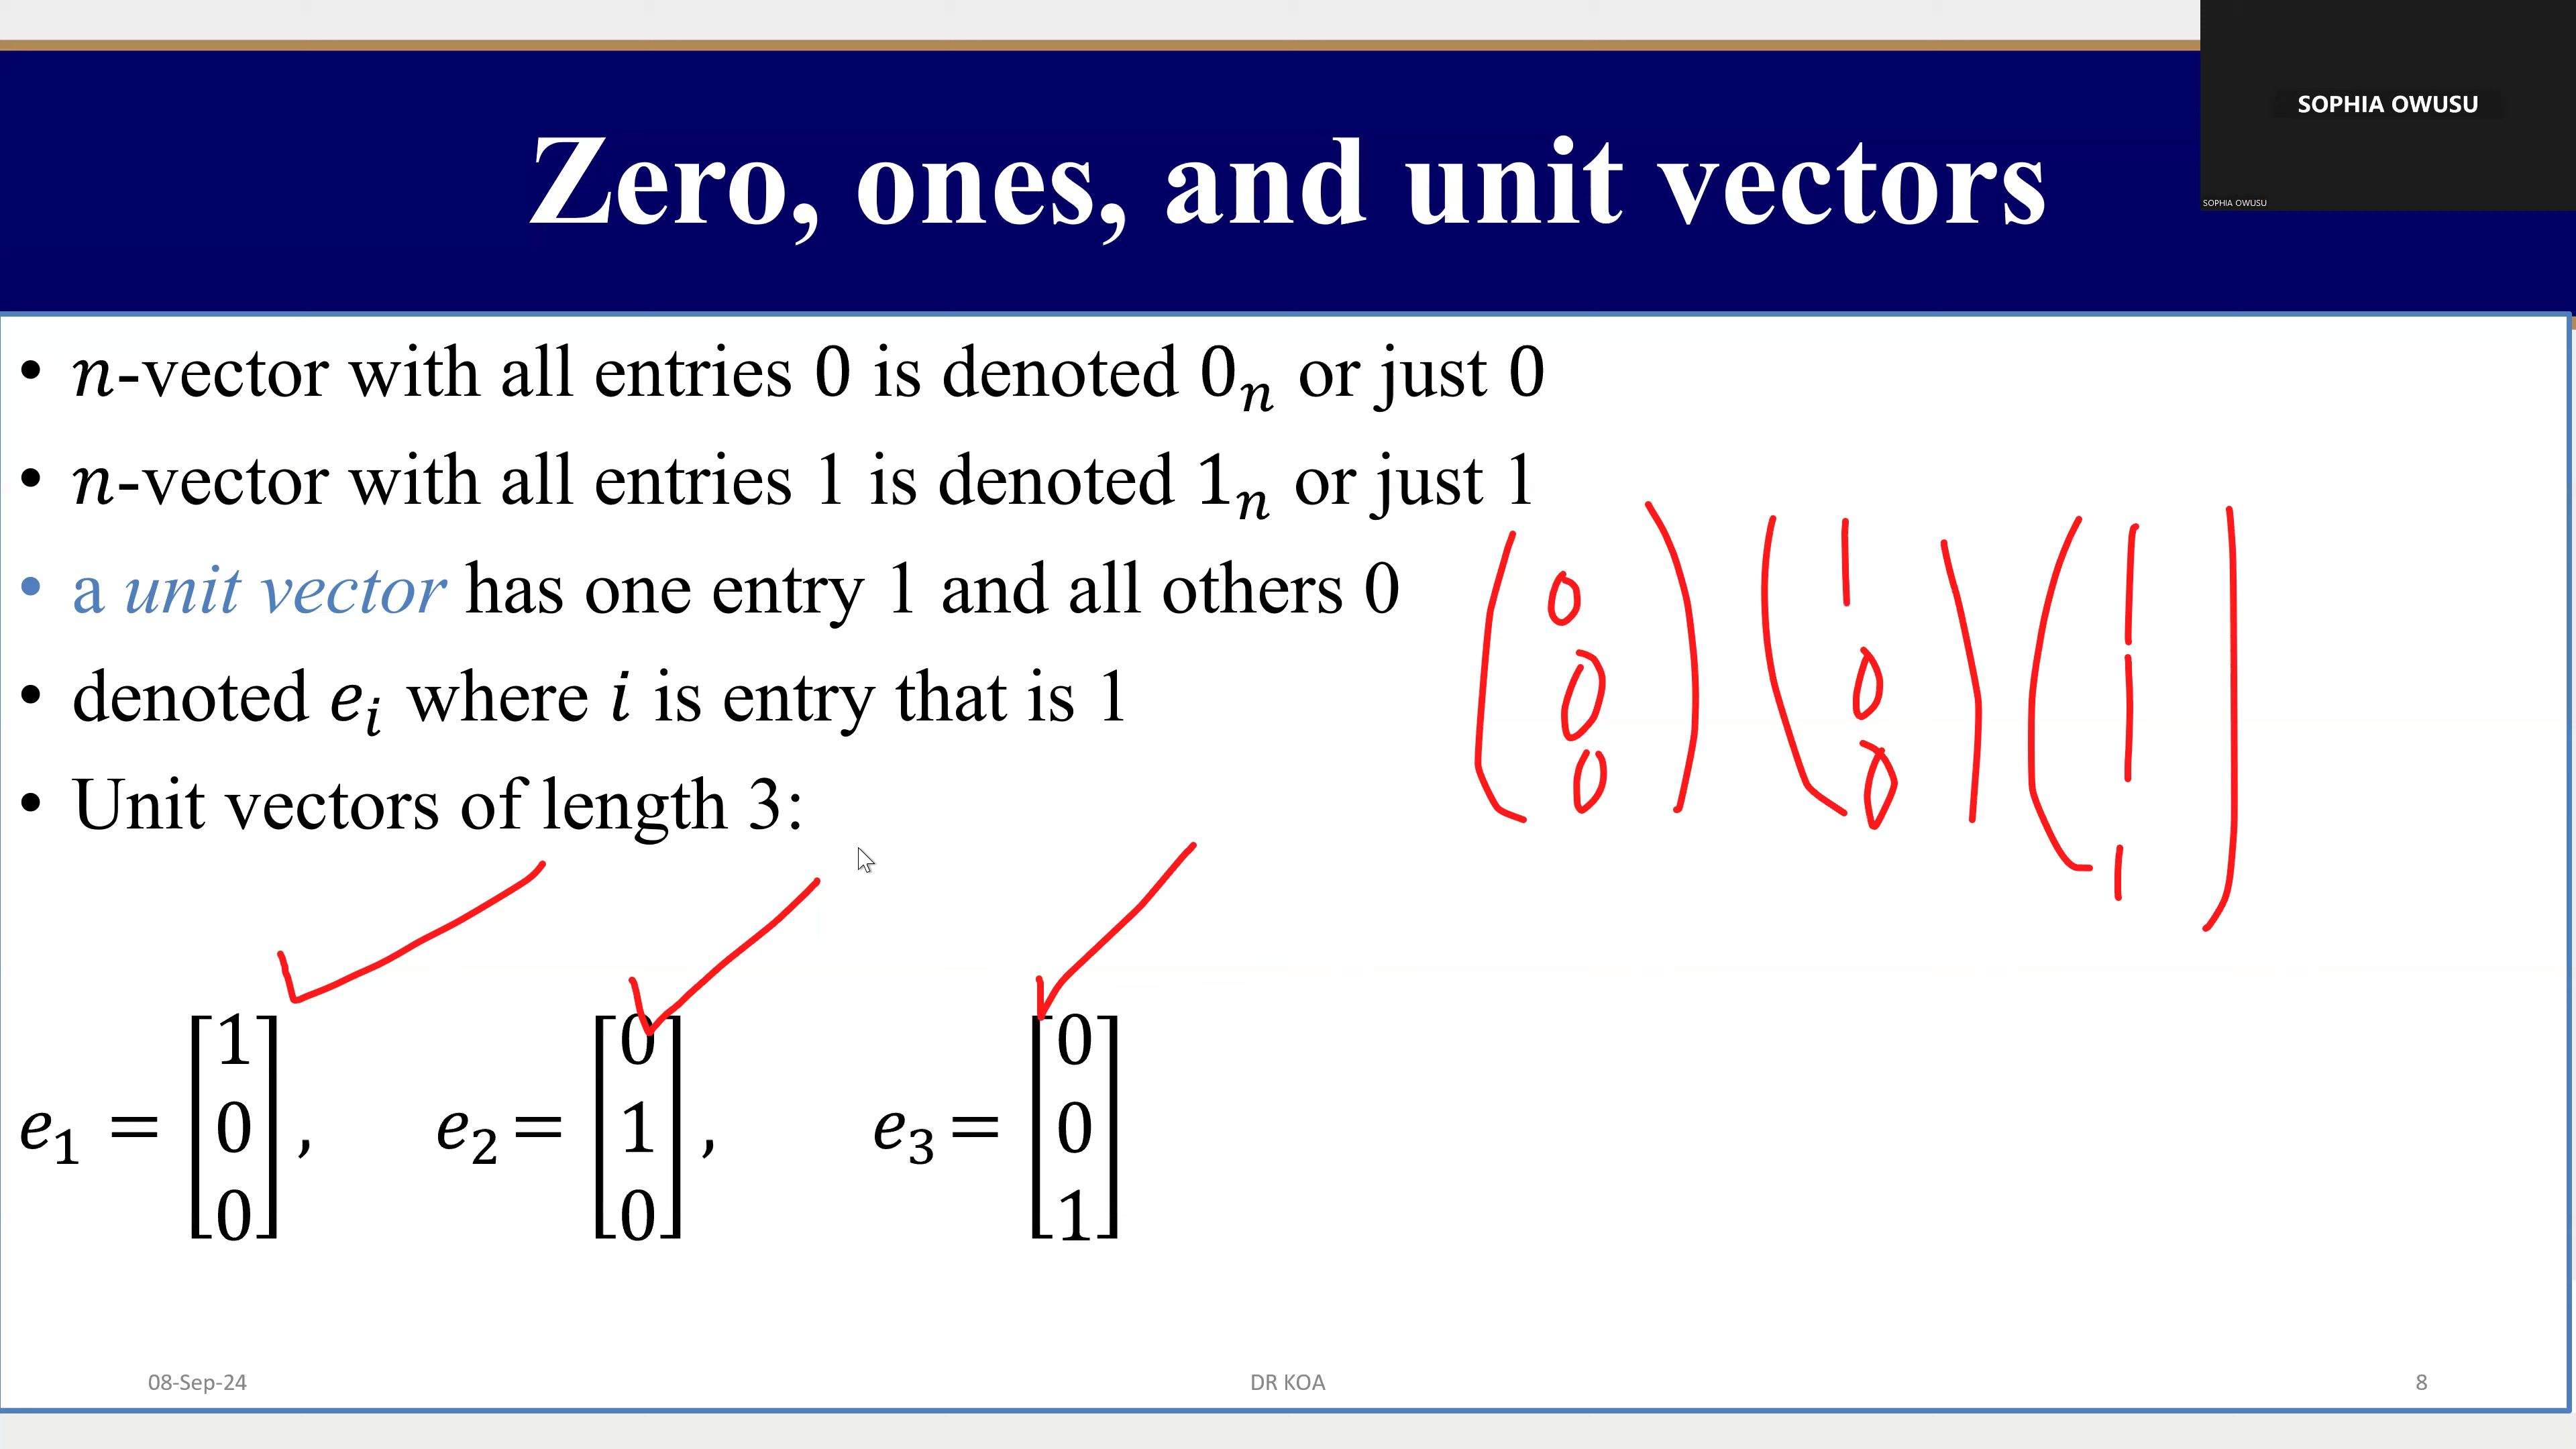 SOPHIA OWUSU
SOPHIA OWUSU
Zero, ones, and unit vectors
• n-vector with all entries 0 is denoted 0ₙ or just 0
• n-vector with all entries 1 is denoted 1ₙ or just 1
• a unit vector has one entry 1 and all others 0
• denoted eᵢ where i is entry that is 1
• Unit vectors of length 3:
(0 0 0) (1 0 0) (1 1 1)
e₁ = [1 0 0], e₂ = [0 1 0], e₃ = [0 0 1]
08-Sep-24 DR KOA 8